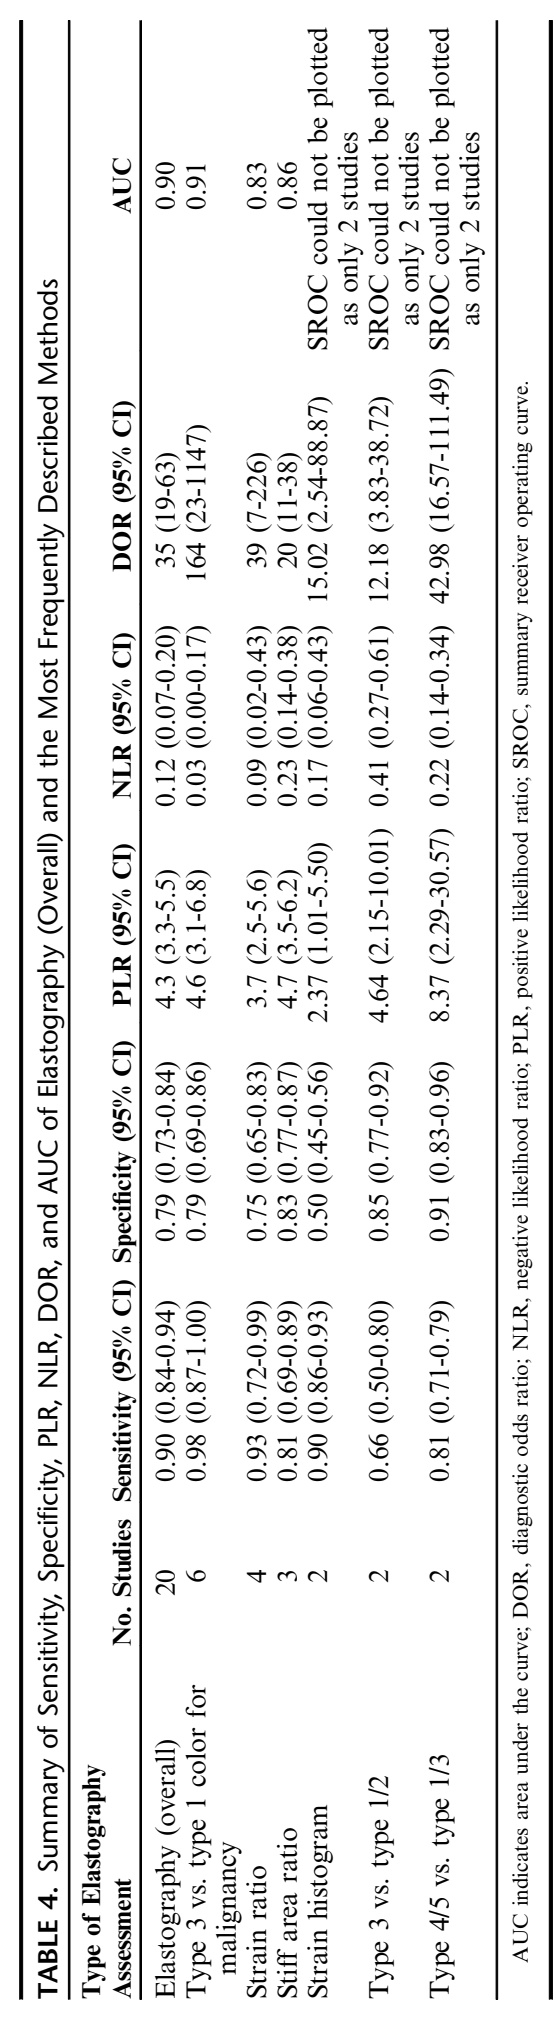 TABLE 4. Summary of Sensitivity, Specificity, PLR, NLR, DOR, and AUC of Elastography (Overall) and the Most Frequently Described Methods
Type of Elastography
Assessment No. Studies Sensitivity (95% CI) Specificity (95% CI) PLR (95% CI) NLR (95% CI) DOR (95% CI) AUC
Elastography (overall) 20 0.90 (0.84-0.94) 0.79 (0.73-0.84) 4.3 (3.3-5.5) 0.12 (0.07-0.20) 35 (19-63) 0.90
Type 3 vs. type 1 color for 6 0.98 (0.87-1.00) 0.79 (0.69-0.86) 4.6 (3.1-6.8) 0.03 (0.00-0.17) 164 (23-1147) 0.91
malignancy
Strain ratio 4 0.93 (0.72-0.99) 0.75 (0.65-0.83) 3.7 (2.5-5.6) 0.09 (0.02-0.43) 39 (7-226) 0.83
Stiff area ratio 3 0.81 (0.69-0.89) 0.83 (0.77-0.87) 4.7 (3.5-6.2) 0.23 (0.14-0.38) 20 (11-38) 0.86
Strain histogram 2 0.90 (0.86-0.93) 0.50 (0.45-0.56) 2.37 (1.01-5.50) 0.17 (0.06-0.43) 15.02 (2.54-88.87) SROC could not be plotted
as only 2 studies
Type 3 vs. type 1/2 2 0.66 (0.50-0.80) 0.85 (0.77-0.92) 4.64 (2.15-10.01) 0.41 (0.27-0.61) 12.18 (3.83-38.72) SROC could not be plotted
as only 2 studies
Type 4/5 vs. type 1/3 2 0.81 (0.71-0.79) 0.91 (0.83-0.96) 8.37 (2.29-30.57) 0.22 (0.14-0.34) 42.98 (16.57-111.49) SROC could not be plotted
as only 2 studies
AUC indicates area under the curve; DOR, diagnostic odds ratio; NLR, negative likelihood ratio; PLR, positive likelihood ratio; SROC, summary receiver operating curve.